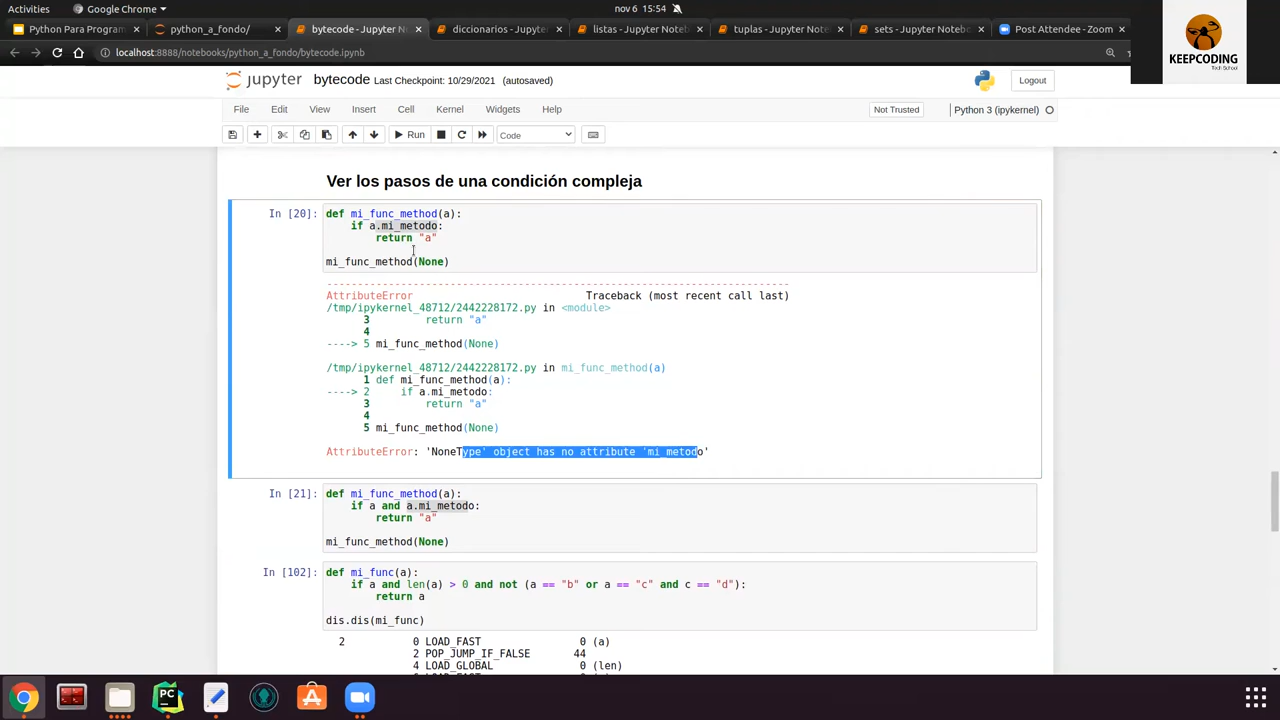 Activities
Google Chrome
nov 6 15:54
Python Para Program
python_a_fondo/
bytecode - Jupyter N
diccionarios - Jupyter
listas - Jupyter Noteb
tuplas - Jupyter Noteb
sets - Jupyter Noteb
Post Attendee - Zoom
localhost:8888/notebooks/python_a_fondo/bytecode.ipynb
KEEPCODING
Tech School
jupyter
bytecode Last Checkpoint: 10/29/2021 (autosaved)
Logout
File Edit View Insert Cell Kernel Widgets Help
Not Trusted
Python 3 (ipykernel)
Run
Code
Ver los pasos de una condición compleja
In [20]: def mi_func_method(a):
if a.mi_metodo:
return "a"
mi_func_method(None)
---------------------------------------------------------------------------
AttributeError                            Traceback (most recent call last)
/tmp/ipykernel_48712/2442228172.py in <module>
3         return "a"
4
----> 5 mi_func_method(None)
/tmp/ipykernel_48712/2442228172.py in mi_func_method(a)
1 def mi_func_method(a):
----> 2     if a.mi_metodo:
3         return "a"
4
5 mi_func_method(None)
AttributeError: 'NoneType' object has no attribute 'mi_metodo'
In [21]: def mi_func_method(a):
if a and a.mi_metodo:
return "a"
mi_func_method(None)
In [102]: def mi_func(a):
if a and len(a) > 0 and not (a == "b" or a == "c" and c == "d"):
return a
dis.dis(mi_func)
2           0 LOAD_FAST                0 (a)
2 POP_JUMP_IF_FALSE       44
4 LOAD_GLOBAL              0 (len)